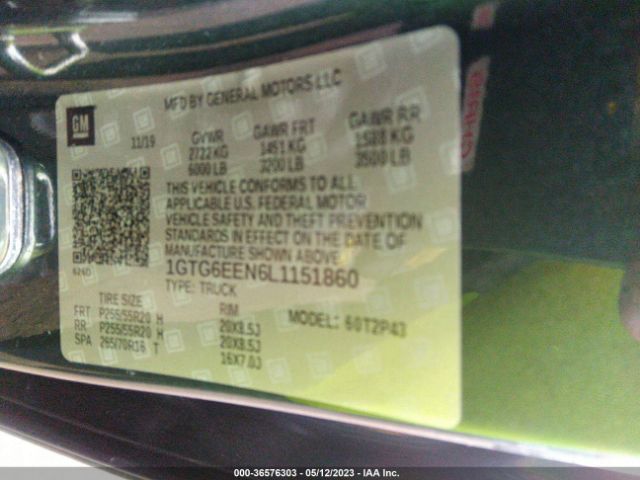 MFD BY GENERAL MOTORS LLC
GM
11/19
GVWR GAWR FRT GAWR RR
2722 KG 1451 KG 1588 KG
6000 LB 3200 LB 3500 LB
THIS VEHICLE CONFORMS TO ALL
APPLICABLE U.S. FEDERAL MOTOR
VEHICLE SAFETY AND THEFT PREVENTION
STANDARDS IN EFFECT ON THE DATE OF
MANUFACTURE SHOWN ABOVE.
1GTG6EEN6L1151860
TYPE: TRUCK
TIRE SIZE RIM MODEL: 60T2P43
FRT P255/55R20 H 20X8.5J
RR P255/55R20 H 20X8.5J
SPA 265/70R16 T 16X7.0J
000-36576303 - 05/12/2023 - IAA Inc.